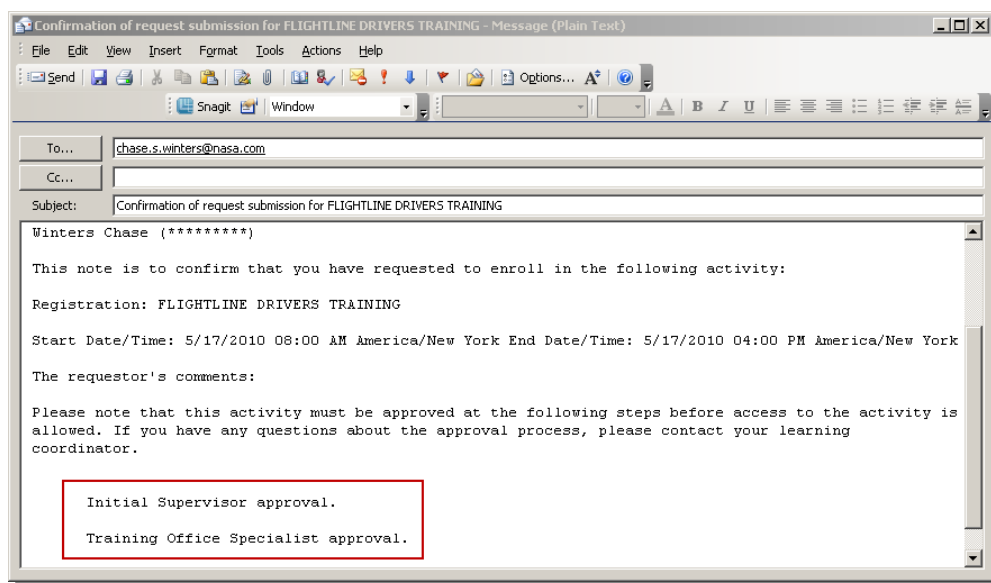 Confirmation of request submission for FLIGHTLINE DRIVERS TRAINING - Message (Plain Text)
File Edit View Insert Format Tools Actions Help
Send Options...
Snagit Window A B I U
To... chase.s.winters@nasa.com
Cc...
Subject: Confirmation of request submission for FLIGHTLINE DRIVERS TRAINING
Winters Chase (*********)
This note is to confirm that you have requested to enroll in the following activity:
Registration: FLIGHTLINE DRIVERS TRAINING
Start Date/Time: 5/17/2010 08:00 AM America/New York End Date/Time: 5/17/2010 04:00 PM America/New York
The requestor's comments:
Please note that this activity must be approved at the following steps before access to the activity is
allowed. If you have any questions about the approval process, please contact your learning
coordinator.
Initial Supervisor approval.
Training Office Specialist approval.